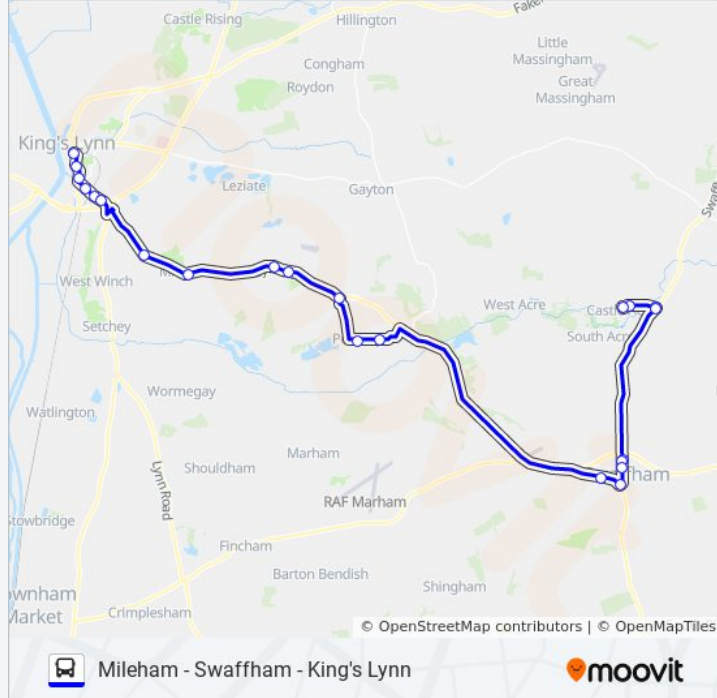 Castle Rising
Hillington
Little
Massingham
Great
Massingham
Congham
Roydon
King's Lynn
Leziate
Gayton
West Winch
Setchey
West Acre
South Acre
Wormegay
Watlington
Marham
Shouldham
Lynn Road
RAF Marham
Stowbridge
Fincham
Barton Bendish
Shingham
Crimplesham
ownham
Market
© OpenStreetMap contributors | © OpenMapTiles
Mileham - Swaffham - King's Lynn
moovit